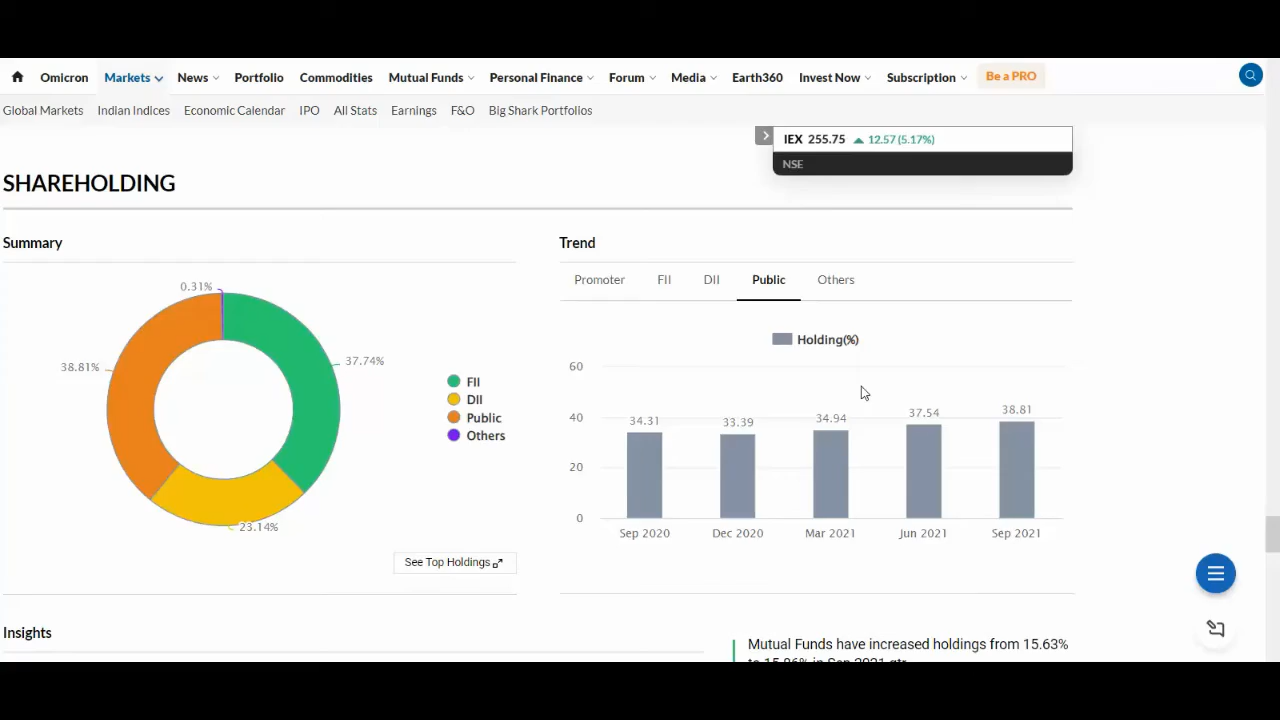 Omicron Markets News Portfolio Commodities Mutual Funds Personal Finance Forum Media Earth360 Invest Now Subscription Be a PRO
Global Markets Indian Indices Economic Calendar IPO All Stats Earnings F&O Big Shark Portfolios
IEX 255.75 12.57 (5.17%)
NSE
SHAREHOLDING
Summary
0.31%
38.81%
37.74%
23.14%
FII
DII
Public
Others
See Top Holdings
Trend
Promoter FII DII Public Others
Holding(%)
60
40
20
0
34.31 33.39 34.94 37.54 38.81
Sep 2020 Dec 2020 Mar 2021 Jun 2021 Sep 2021
Insights
Mutual Funds have increased holdings from 15.63%
in Sep 2021 qtr